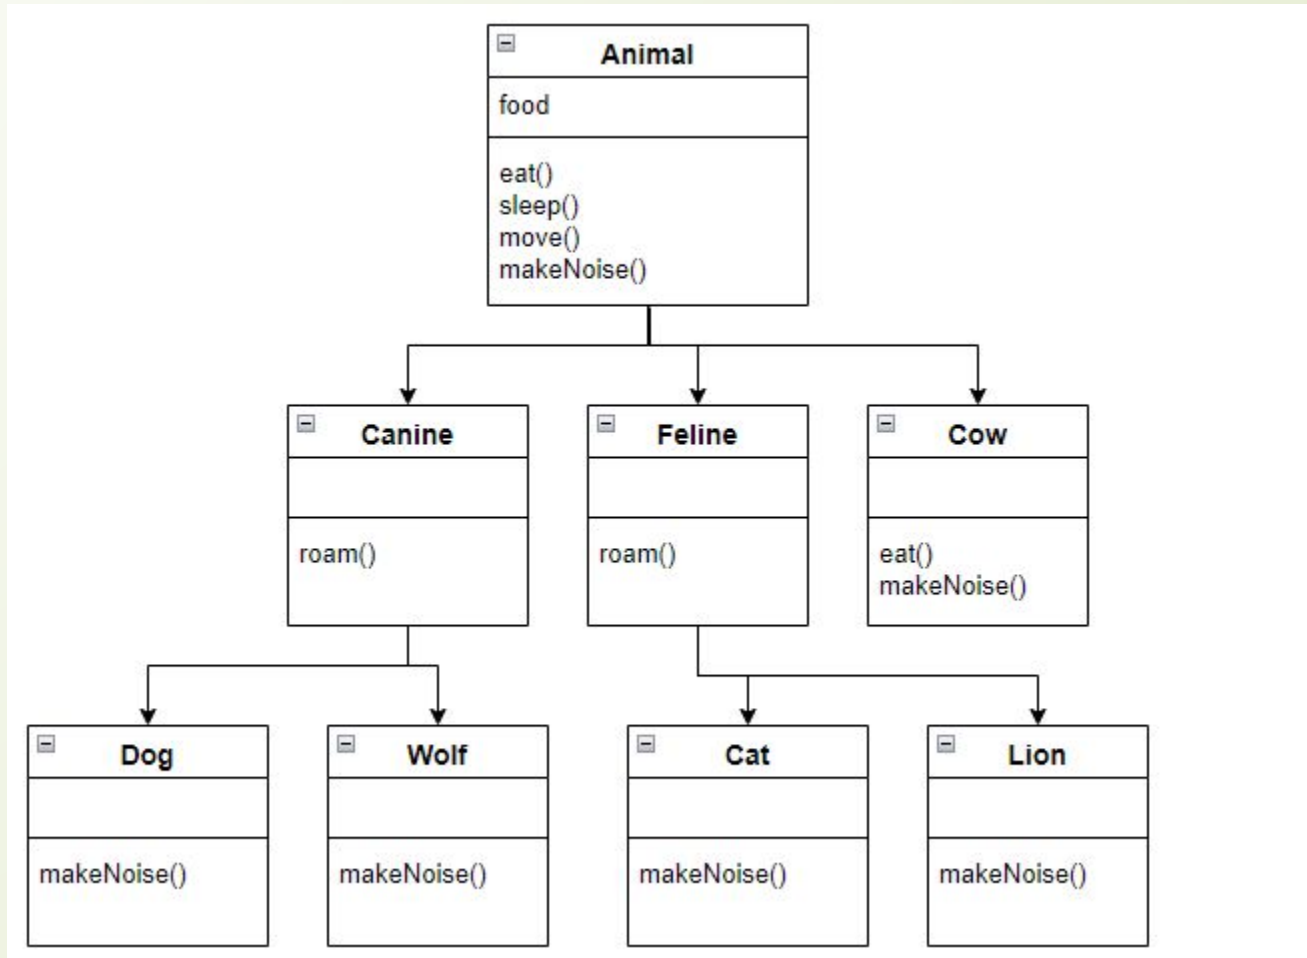 Animal
food
eat()
sleep()
move()
makeNoise()
Canine
roam()
Feline
roam()
Cow
eat()
makeNoise()
Dog
makeNoise()
Wolf
makeNoise()
Cat
makeNoise()
Lion
makeNoise()